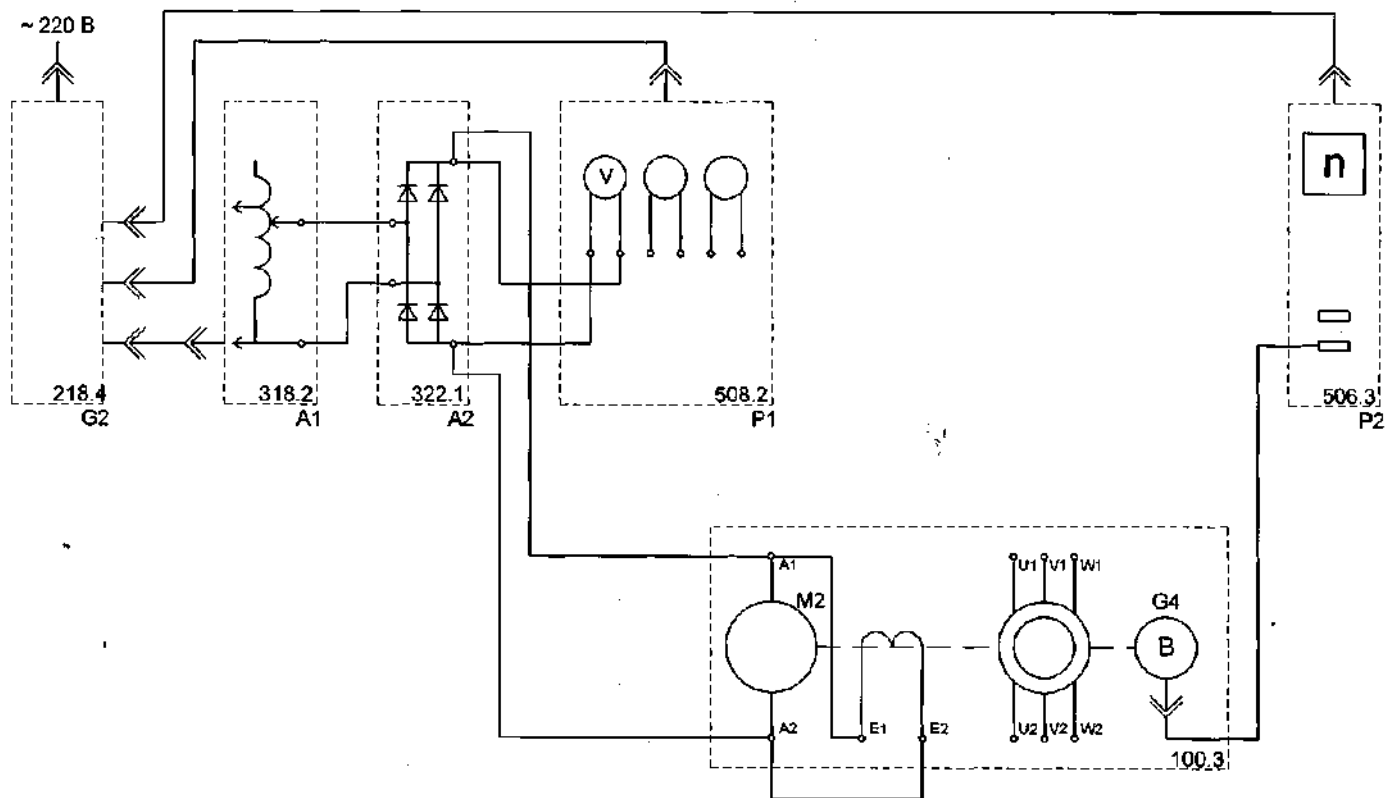 ~ 220 В
V
n
218.4
G2
318.2
A1
322.1
A2
508.2
P1
506.3
P2
A1
U1 V1 W1
M2
G4
B
A2
E1
E2
U2 V2 W2
100.3